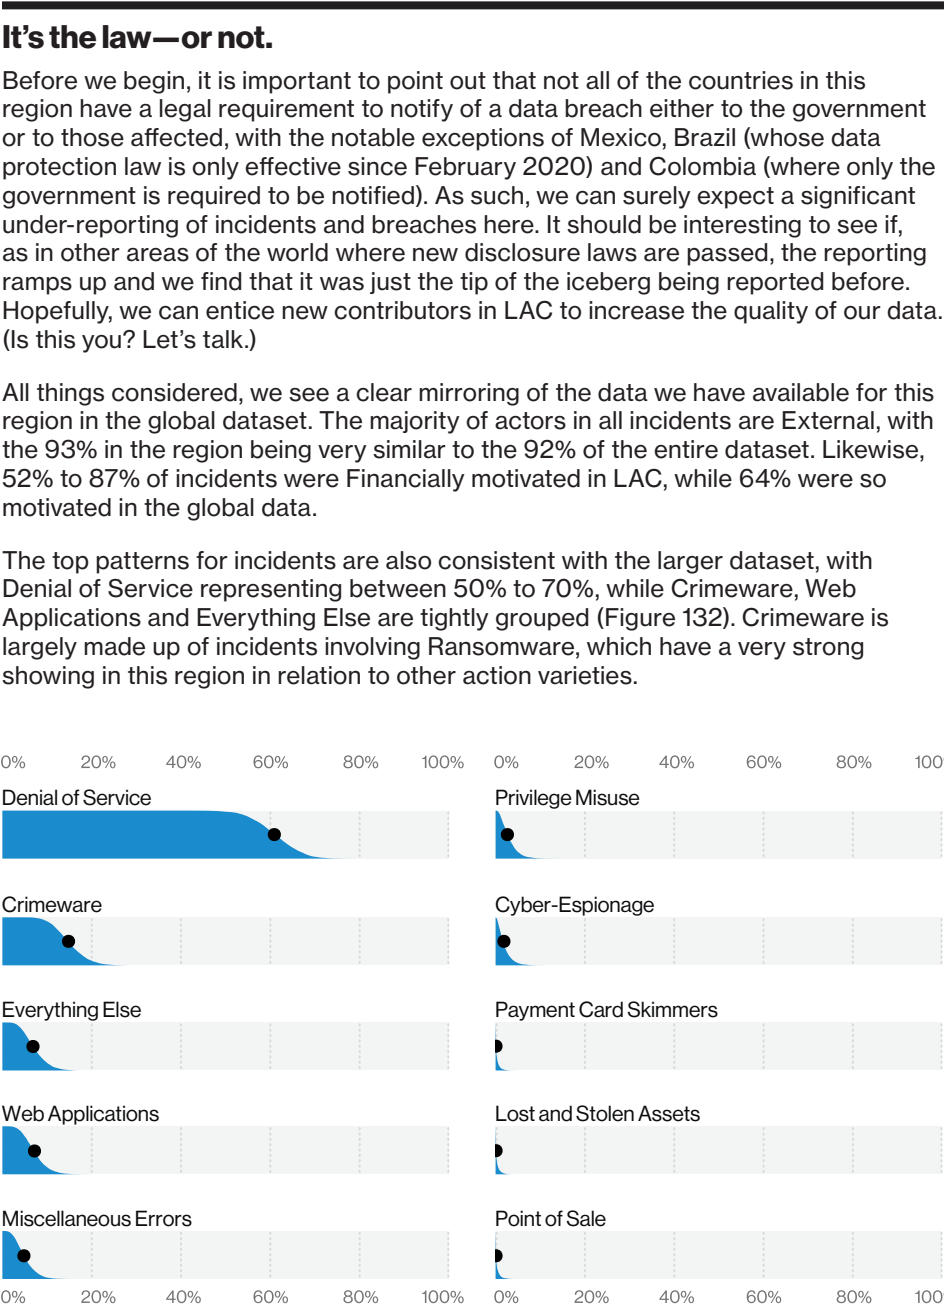 It's the law—or not.
Before we begin, it is important to point out that not all of the countries in this
region have a legal requirement to notify of a data breach either to the government
or to those affected, with the notable exceptions of Mexico, Brazil (whose data
protection law is only effective since February 2020) and Colombia (where only the
government is required to be notified). As such, we can surely expect a significant
under-reporting of incidents and breaches here. It should be interesting to see if,
as in other areas of the world where new disclosure laws are passed, the reporting
ramps up and we find that it was just the tip of the iceberg being reported before.
Hopefully, we can entice new contributors in LAC to increase the quality of our data.
(Is this you? Let's talk.)
All things considered, we see a clear mirroring of the data we have available for this
region in the global dataset. The majority of actors in all incidents are External, with
the 93% in the region being very similar to the 92% of the entire dataset. Likewise,
52% to 87% of incidents were Financially motivated in LAC, while 64% were so
motivated in the global data.
The top patterns for incidents are also consistent with the larger dataset, with
Denial of Service representing between 50% to 70%, while Crimeware, Web
Applications and Everything Else are tightly grouped (Figure 132). Crimeware is
largely made up of incidents involving Ransomware, which have a very strong
showing in this region in relation to other action varieties.
0% 20% 40% 60% 80% 100%
Denial of Service
Crimeware
Everything Else
Web Applications
Miscellaneous Errors
0% 20% 40% 60% 80% 100%
0% 20% 40% 60% 80% 100
Privilege Misuse
Cyber-Espionage
Payment Card Skimmers
Lost and Stolen Assets
Point of Sale
0% 20% 40% 60% 80% 100